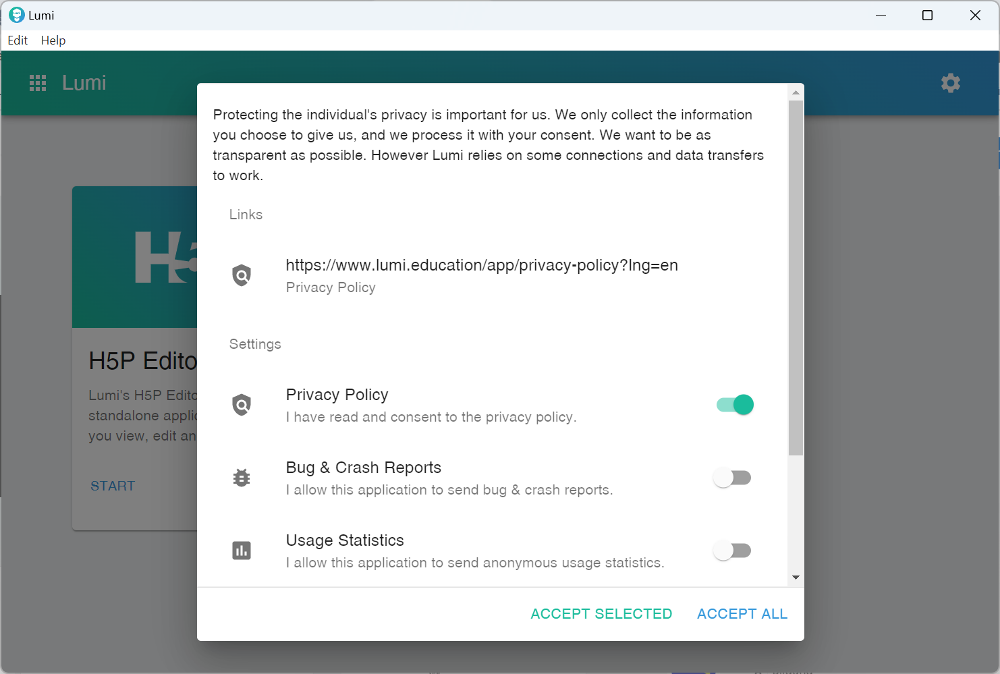 Lumi
Edit Help
Lumi
Protecting the individual's privacy is important for us. We only collect the information
you choose to give us, and we process it with your consent. We want to be as
transparent as possible. However Lumi relies on some connections and data transfers
to work.
Links
https://www.lumi.education/app/privacy-policy?lng=en
Privacy Policy
Settings
Privacy Policy
I have read and consent to the privacy policy.
Bug & Crash Reports
I allow this application to send bug & crash reports.
Usage Statistics
I allow this application to send anonymous usage statistics.
ACCEPT SELECTED ACCEPT ALL
H5
H5P Edito
Lumi's H5P Edito
standalone applic
you view, edit an
START